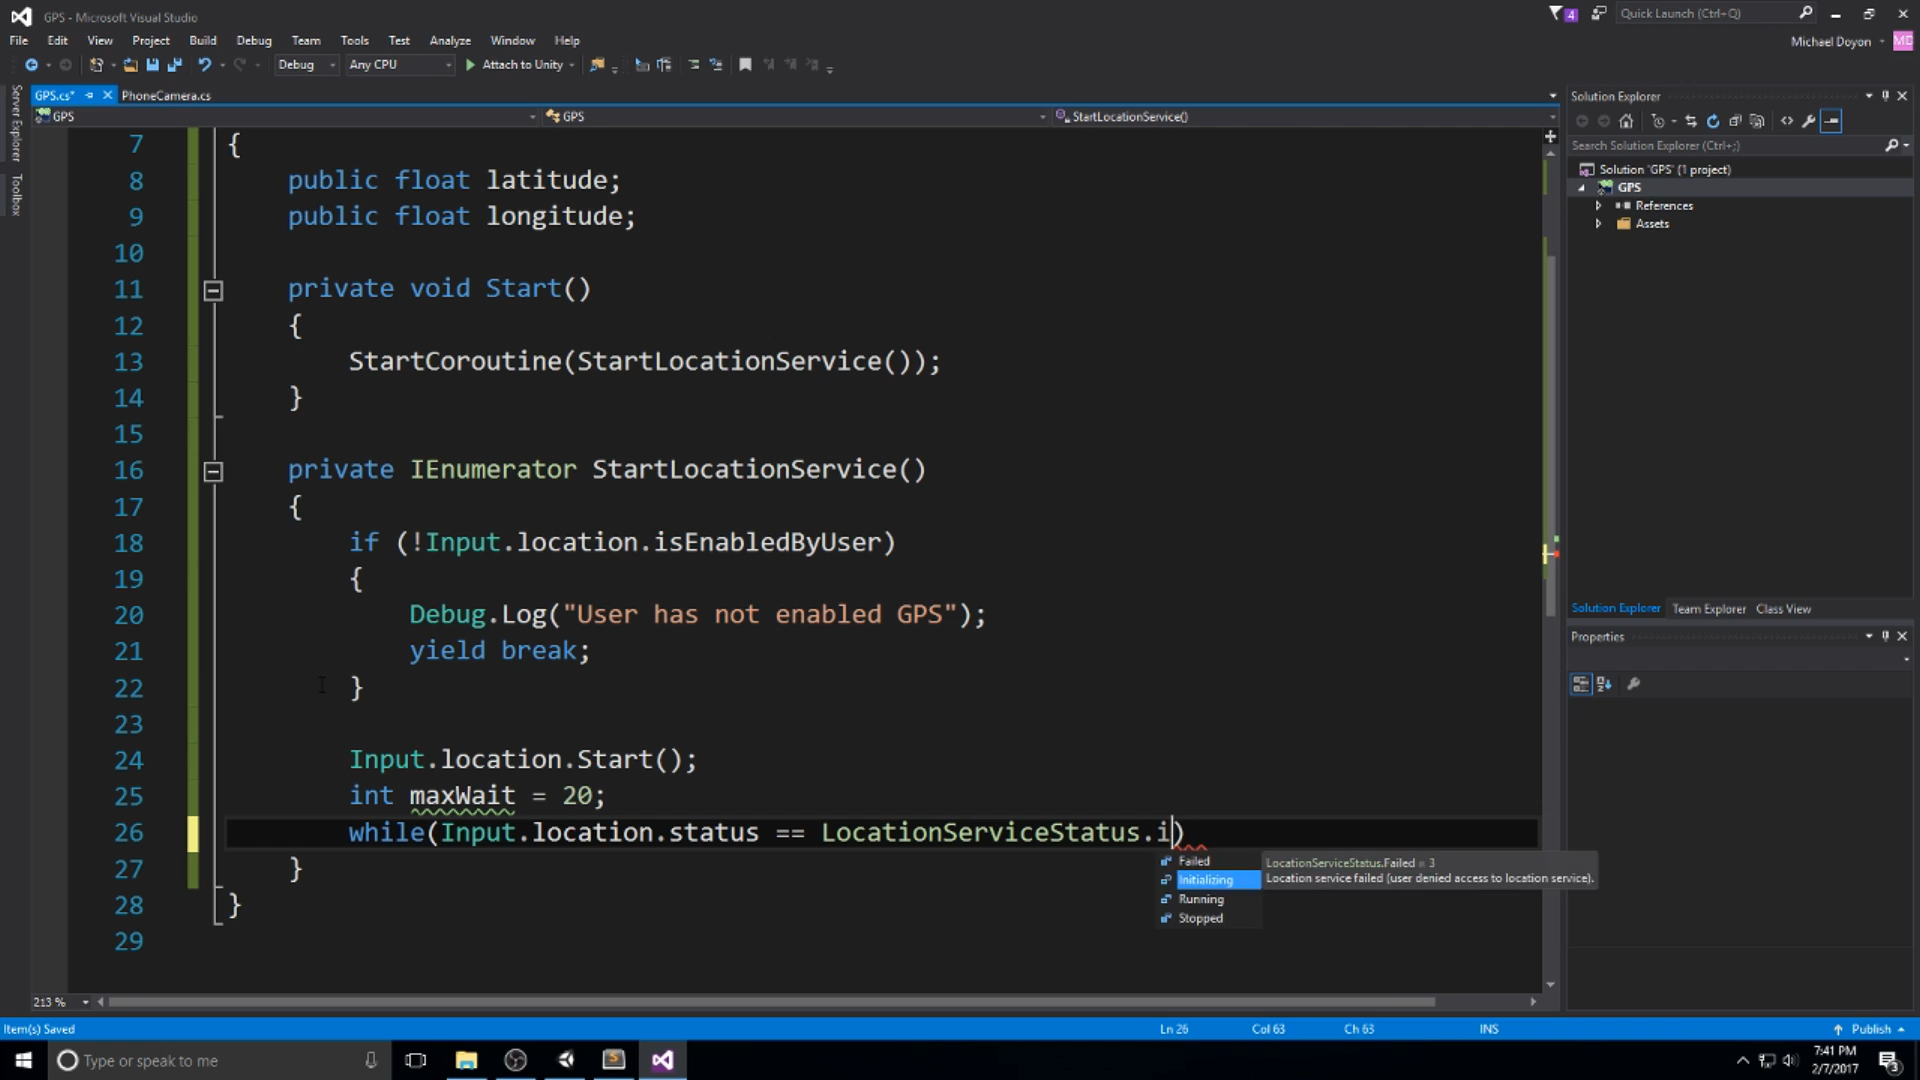 GPS - Microsoft Visual Studio
4
Quick Launch (Ctrl+Q)
File Edit View Project Build Debug Team Tools Test Analyze Window Help
Michael Doyon MD
Debug Any CPU Attach to Unity
Server Explorer
Toolbox
GPS.cs* PhoneCamera.cs
GPS GPS StartLocationService()
7 {
8 public float latitude;
9 public float longitude;
10
11 private void Start()
12 {
13 StartCoroutine(StartLocationService());
14 }
15
16 private IEnumerator StartLocationService()
17 {
18 if (!Input.location.isEnabledByUser)
19 {
20 Debug.Log("User has not enabled GPS");
21 yield break;
22 }
23
24 Input.location.Start();
25 int maxWait = 20;
26 while(Input.location.status == LocationServiceStatus.i)
27 }
28 }
29
Failed
Initializing
Running
Stopped
LocationServiceStatus.Failed = 3
Location service failed (user denied access to location service).
Solution Explorer
Search Solution Explorer (Ctrl+;)
Solution 'GPS' (1 project)
GPS
References
Assets
Solution Explorer Team Explorer Class View
Properties
213 %
Item(s) Saved Ln 26 Col 63 Ch 63 INS Publish
Type or speak to me
7:41 PM
2/7/2017
3